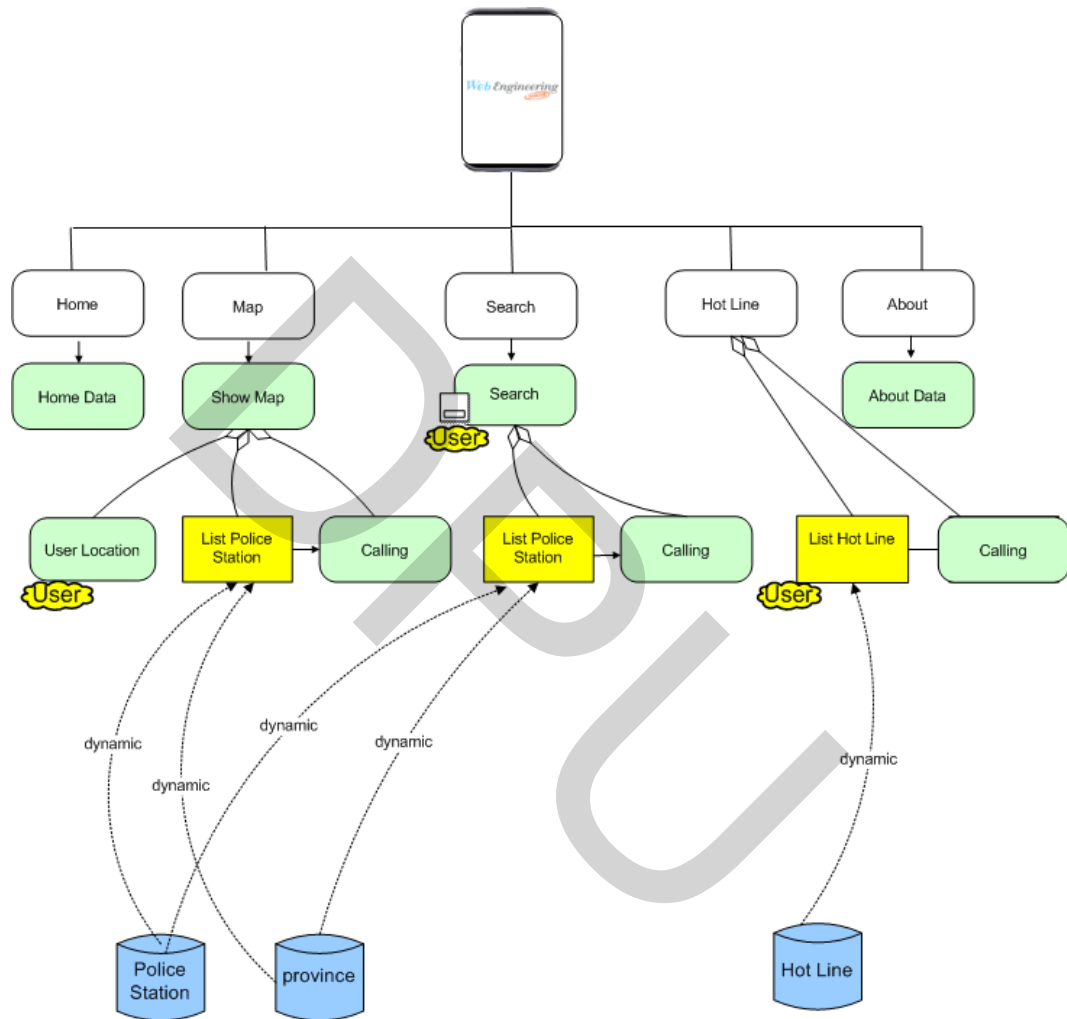 Web Engineering
Home
Map
Search
Hot Line
About
Home Data
Show Map
Search
About Data
User
User Location
List Police
Station
Calling
List Police
Station
Calling
List Hot Line
Calling
User
User
dynamic
dynamic
dynamic
dynamic
dynamic
Police
Station
province
Hot Line
DPU